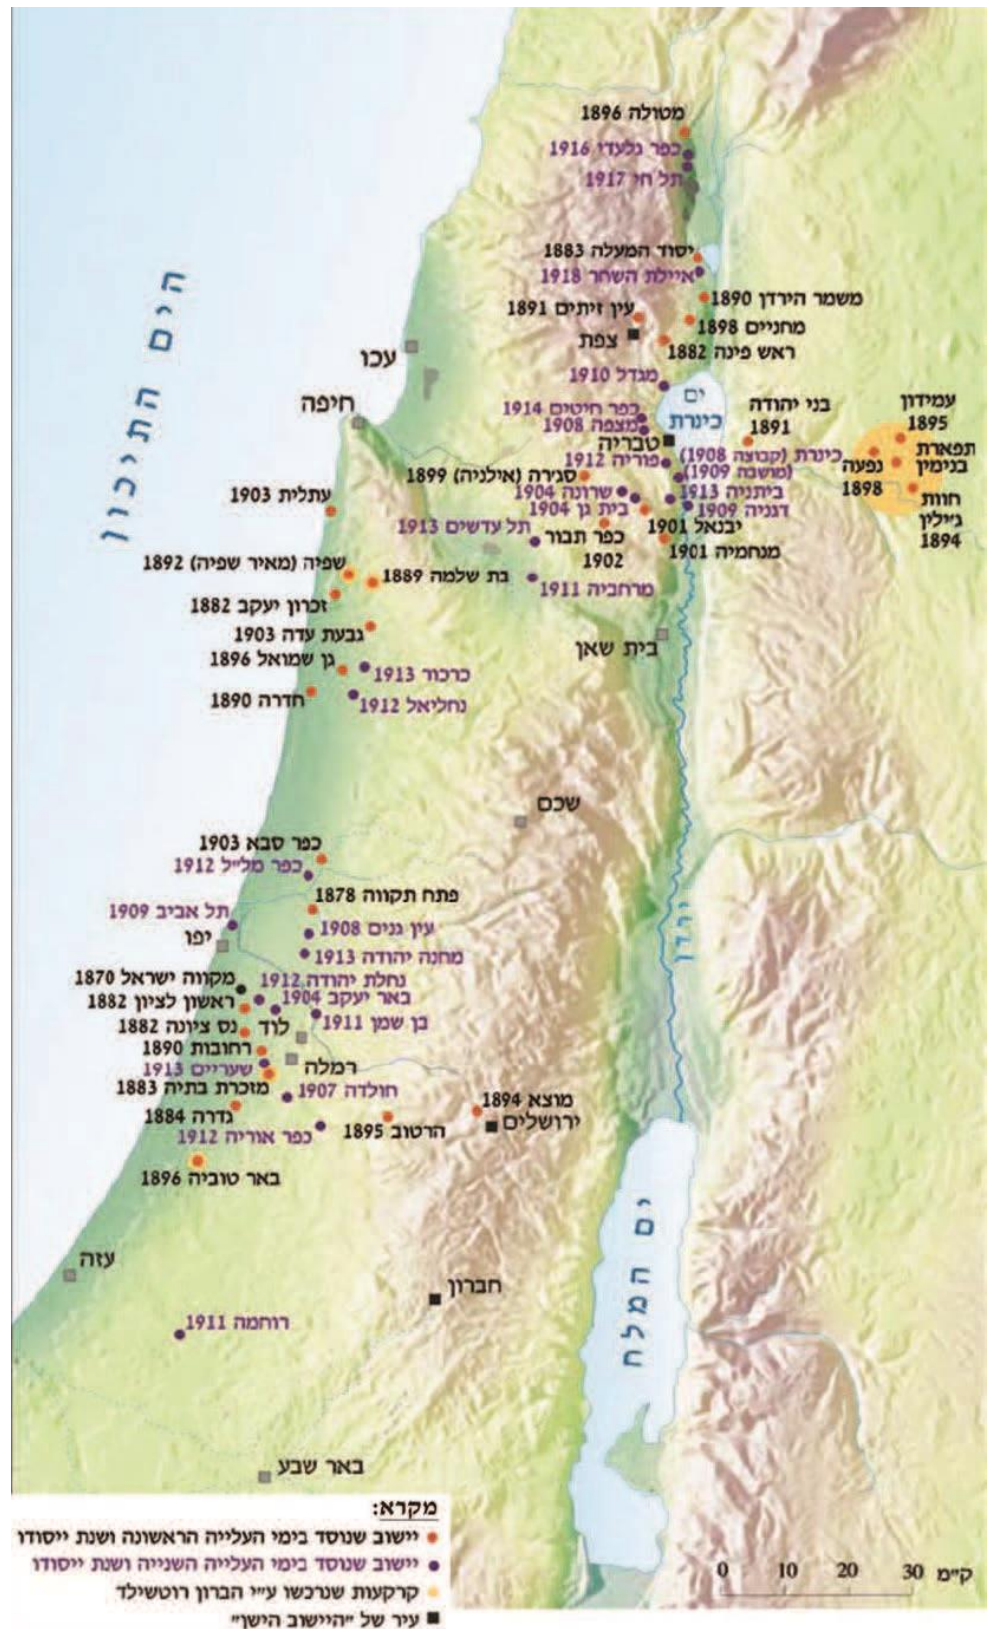 מטולה 1896
כפר גלעדי 1916
תל חי 1917
יסוד המעלה 1883
איילת השחר 1918
משמר הירדן 1890
עין זיתים 1891
מחניים 1898
צפת
ראש פינה 1882
עכו
מגדל 1910
ים
כינרת
חיפה
כפר חיטים 1914
מצפה 1908
טבריה
בני יהודה
1891
עמידון
1895
תפארת
בנימין
נפעה
1898
חוות
ג'ילין
1894
כינרת (קבוצה 1908)
(מושבה 1909)
פוריה 1912
סג'רה (אילניה) 1899
שרונה 1904
ביתניה 1913
בית גן 1904
דגניה 1909
עתלית 1903
יבנאל 1901
תל עדשים 1913
כפר תבור
1902
מנחמיה 1901
הים התיכון
שפיה (מאיר שפיה) 1892
בת שלמה 1889
מרחביה 1911
זכרון יעקב 1882
גבעת עדה 1903
בית שאן
גן שמואל 1896
כרכור 1913
חדרה 1890
נחליאל 1912
שכם
כפר סבא 1903
כפר מל"ל 1912
פתח תקווה 1878
תל אביב 1909
עין גנים 1908
יפו
מחנה יהודה 1913
ירדן
מקווה ישראל 1870
נחלת יהודה 1912
ראשון לציון 1882
באר יעקב 1904
בן שמן 1911
נס ציונה 1882
לוד
רחובות 1890
רמלה
שעריים 1913
מזכרת בתיה 1883
חולדה 1907
גדרה 1884
מוצא 1894
ירושלים
הרטוב 1895
כפר אוריה 1912
באר טוביה 1896
ים המלח
עזה
חברון
רוחמה 1911
באר שבע
מקרא:
יישוב שנוסד בימי העלייה הראשונה ושנת ייסודו
יישוב שנוסד בימי העלייה השנייה ושנת ייסודו
קרקעות שנרכשו ע"י הברון רוטשילד
עיר של "היישוב הישן"
0 10 20 30 ק"מ